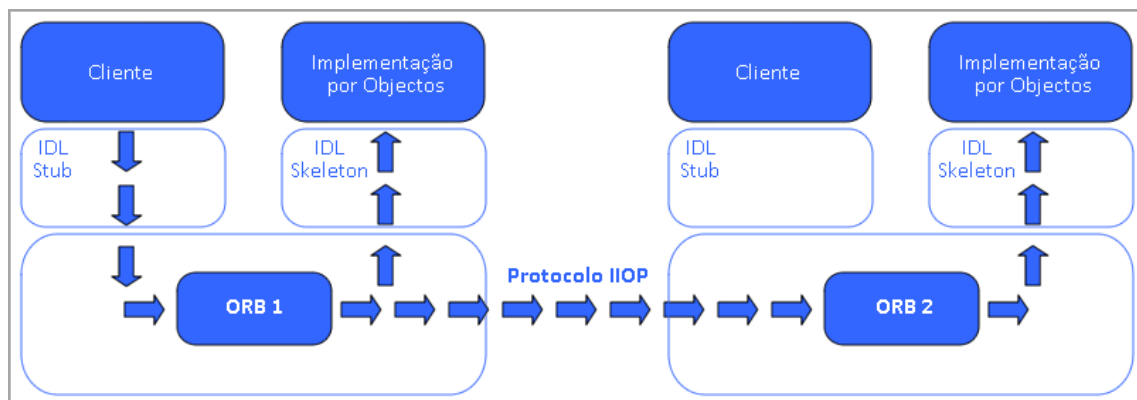 Cliente
Implementação
por Objectos
Cliente
Implementação
por Objectos
IDL
Stub
IDL
Skeleton
IDL
Stub
IDL
Skeleton
Protocolo IIOP
ORB 1
ORB 2